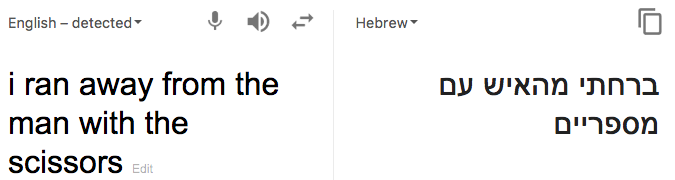 English – detected
Hebrew
i ran away from the
man with the
scissors Edit
ברחתי מהאיש עם
מספריים